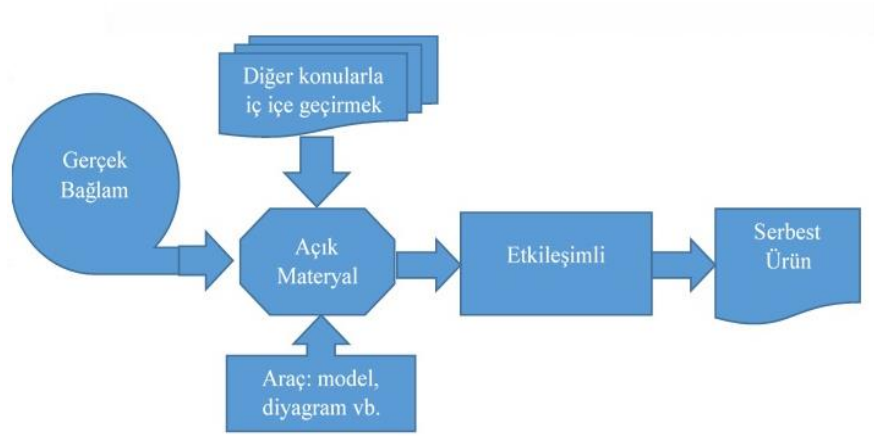 Diğer konularla
iç içe geçirmek
Gerçek
Bağlam
Açık
Materyal
Etkileşimli
Serbest
Ürün
Araç: model,
diyagram vb.